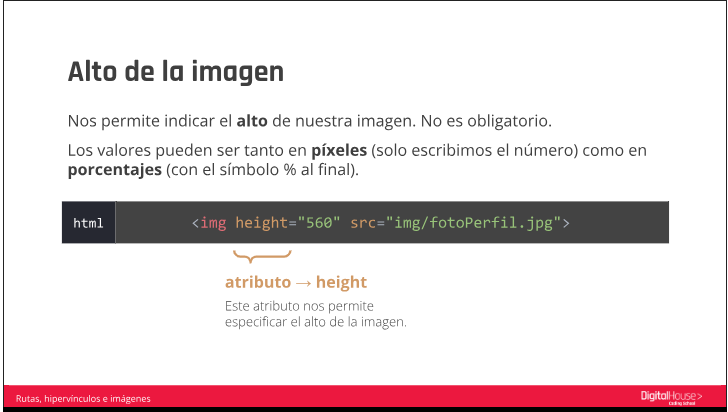 Alto de la imagen
Nos permite indicar el alto de nuestra imagen. No es obligatorio.
Los valores pueden ser tanto en píxeles (solo escribimos el número) como en
porcentajes (con el símbolo % al final).
html <img height="560" src="img/fotoPerfil.jpg">
atributo → height
Este atributo nos permite
especificar el alto de la imagen.
Rutas, hipervínculos e imágenes
DigitalHouse>
Coding School